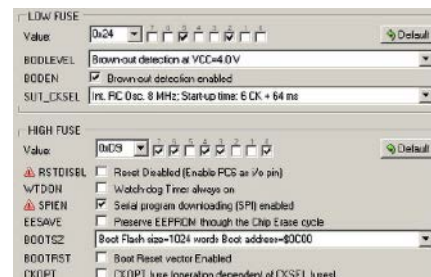 LOW FUSE
Value: 0x24 7 6 5 4 3 2 1 0 Default
BODLEVEL Brown-out detection at VCC=4.0 V
BODEN Brown-out detection enabled
SUT_CKSEL Int. RC Osc. 8 MHz; Start-up time: 6 CK + 64 ms
HIGH FUSE
Value: 0xD9 7 6 5 4 3 2 1 0 Default
RSTDISBL Reset Disabled (Enable PC6 as i/o pin)
WTDON Watch-dog Timer always on
SPIEN Serial program downloading (SPI) enabled
EESAVE Preserve EEPROM through the Chip Erase cycle
BOOTSZ Boot Flash size=1024 words Boot address=$0C00
BOOTRST Boot Reset vector Enabled
CKOPT CKOPT fuse (operation dependent of CKSEL fuses)